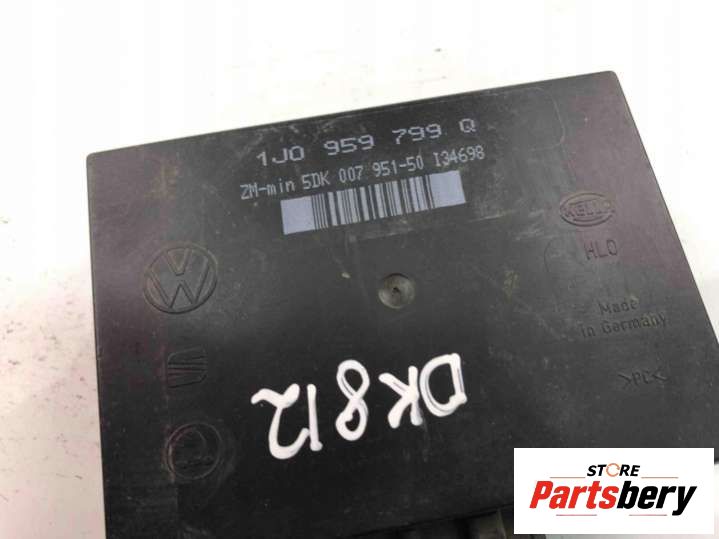 1J0 959 799 Q
ZM-min 5DK 007 951-50 I34698
HELLA
HLO
Made
in Germany
>PC<
DK812
STORE
Partsbery